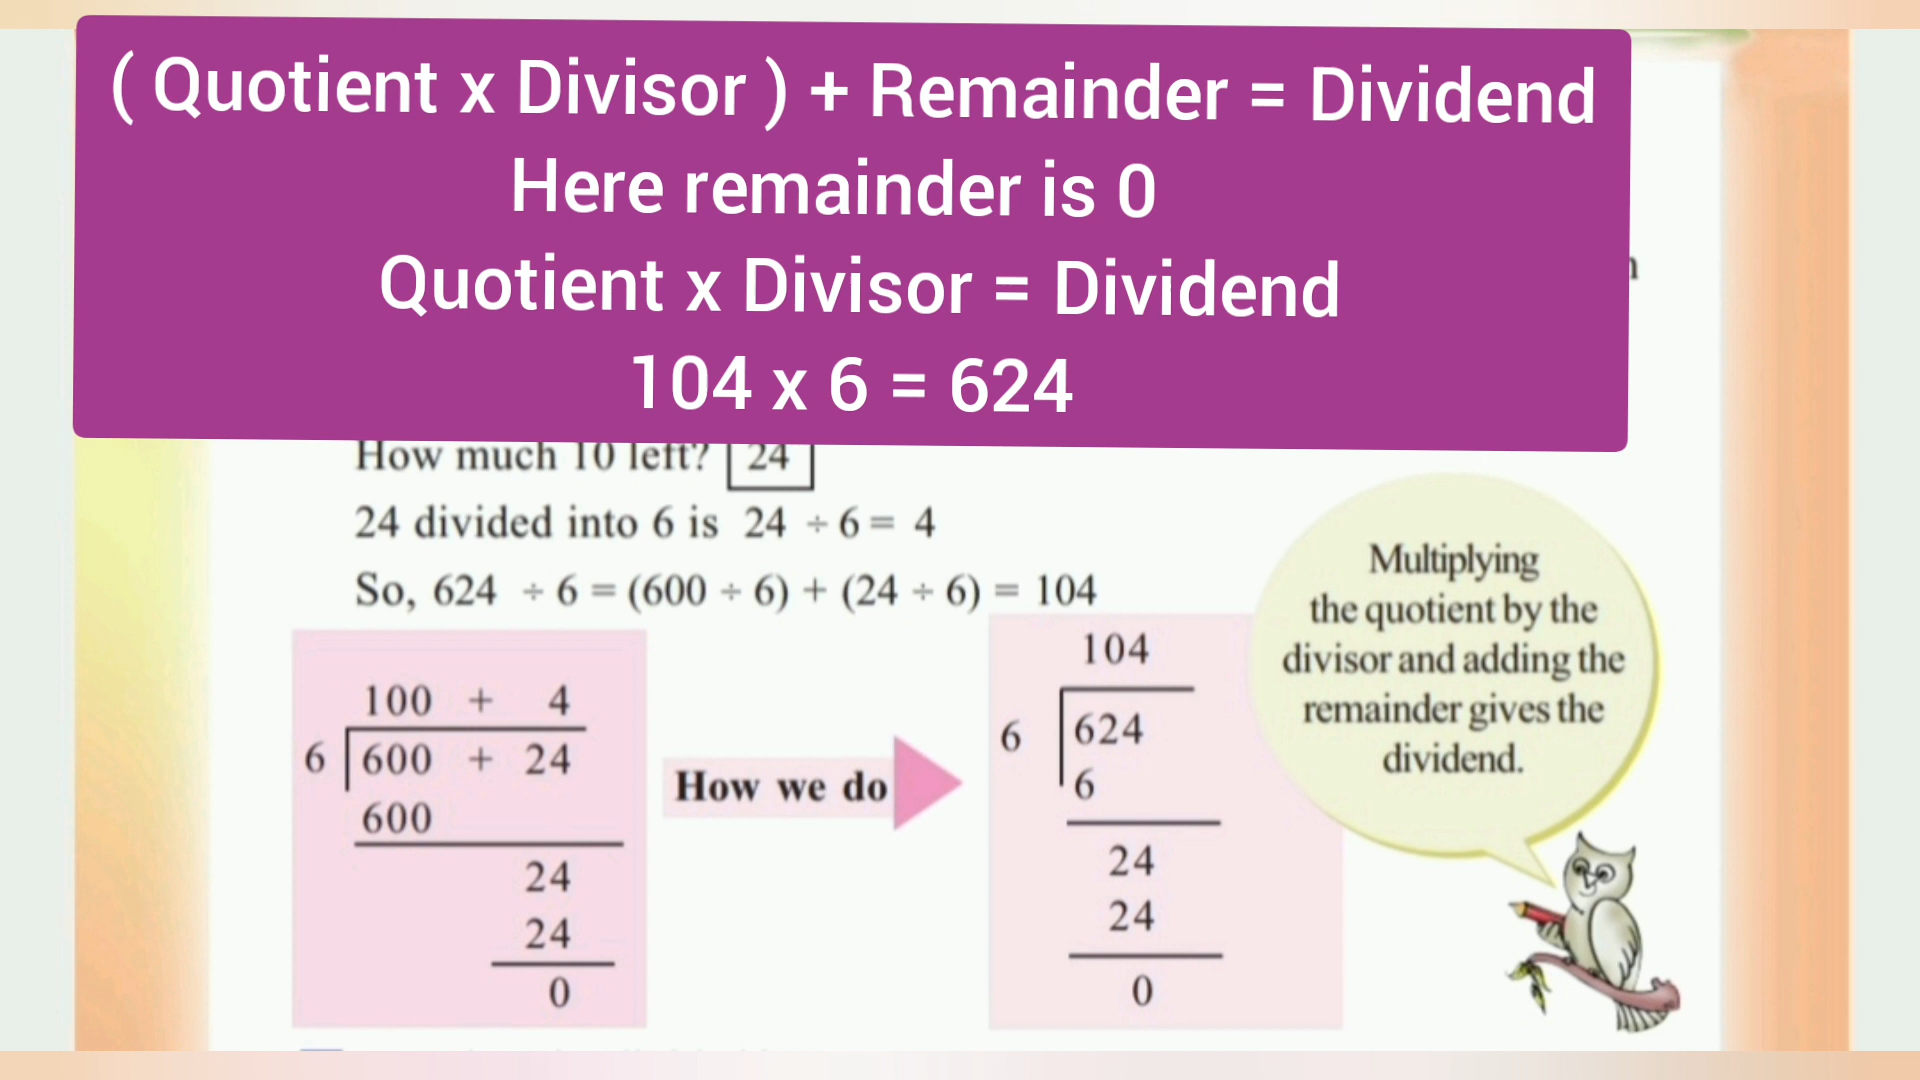 ( Quotient x Divisor ) + Remainder = Dividend
Here remainder is 0
Quotient x Divisor = Dividend
104 x 6 = 624
How much 10 left? 24
24 divided into 6 is 24 ÷ 6 = 4
So, 624 ÷ 6 = (600 ÷ 6) + (24 ÷ 6) = 104
100 + 4
6 600 + 24
600
24
24
0
How we do
104
6 624
6
24
24
0
Multiplying
the quotient by the
divisor and adding the
remainder gives the
dividend.